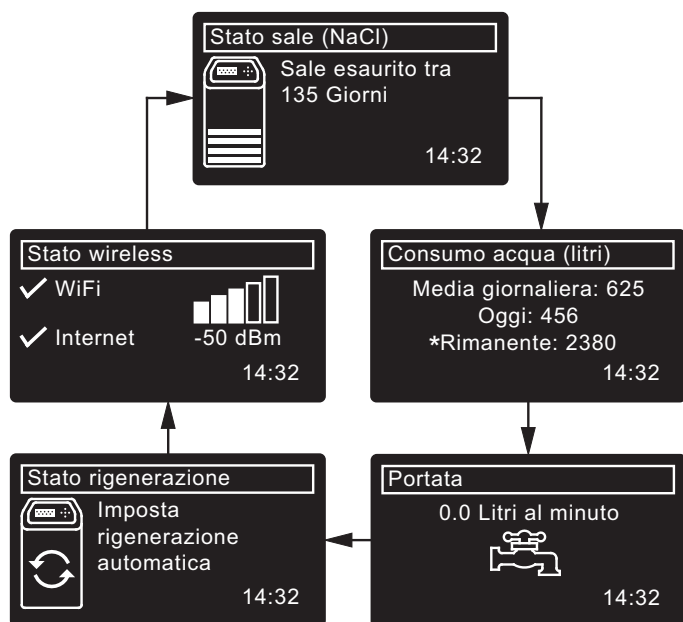 Stato sale (NaCl)
Sale esaurito tra
135 Giorni
14:32
Consumo acqua (litri)
Media giornaliera: 625
Oggi: 456
*Rimanente: 2380
14:32
Portata
0.0 Litri al minuto
14:32
Stato rigenerazione
Imposta
rigenerazione
automatica
14:32
Stato wireless
WiFi
Internet
-50 dBm
14:32